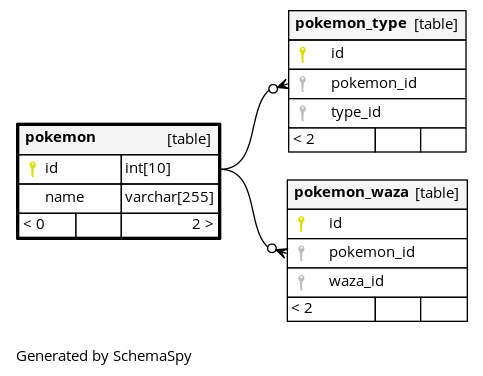 pokemon_type [table]
id
pokemon_id
type_id
< 2
pokemon [table]
id int[10]
name varchar[255]
< 0 2 >
pokemon_waza [table]
id
pokemon_id
waza_id
< 2
Generated by SchemaSpy